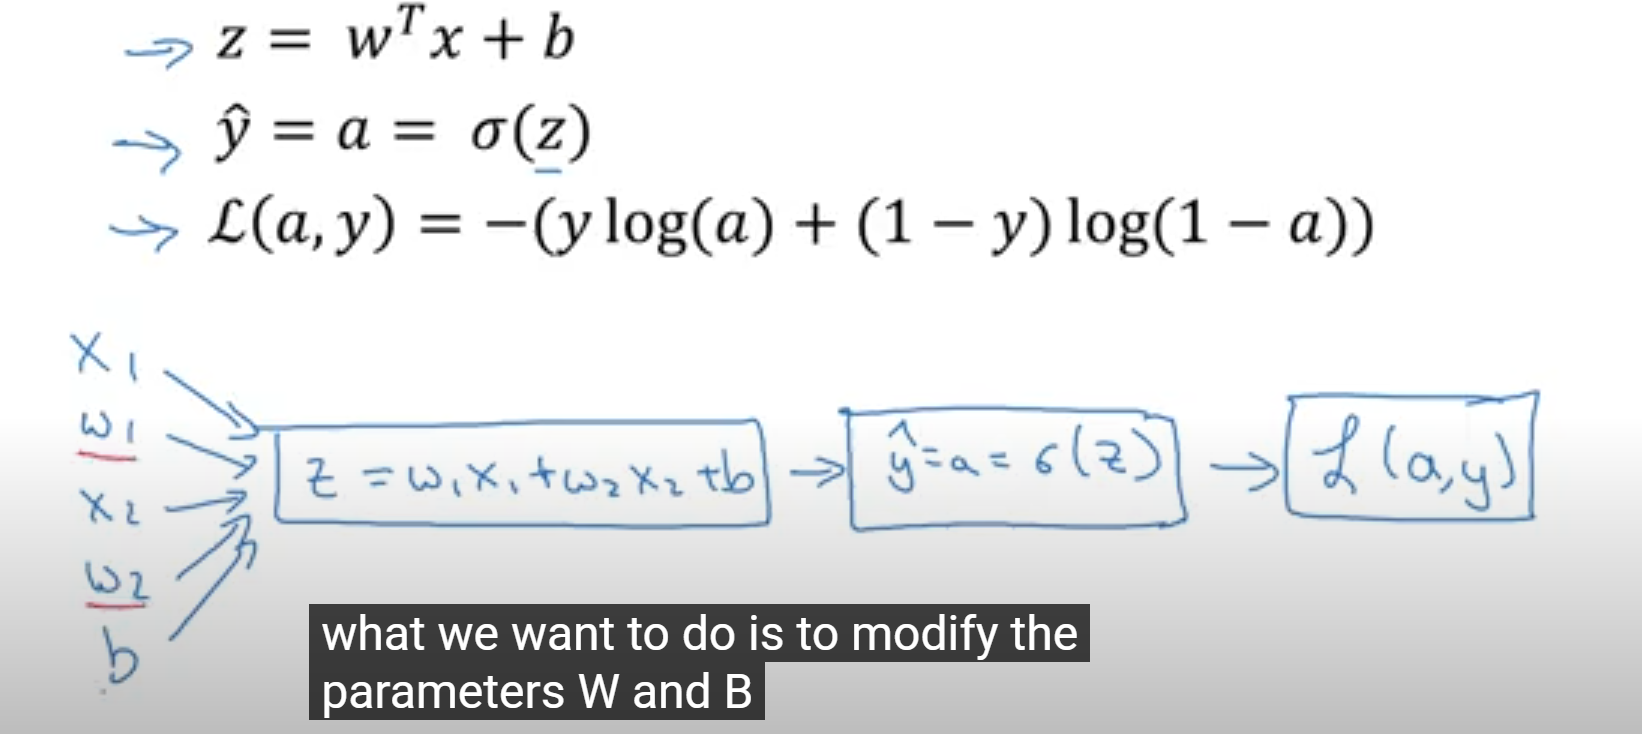 z = wᵀx + b
ŷ = a = σ(z)
ℒ(a, y) = −(y log(a) + (1 − y) log(1 − a))
x₁
w₁
x₂
w₂
b
z = w₁x₁ + w₂x₂ + b
ŷ = a = σ(z)
ℒ(a, y)
what we want to do is to modify the
parameters W and B